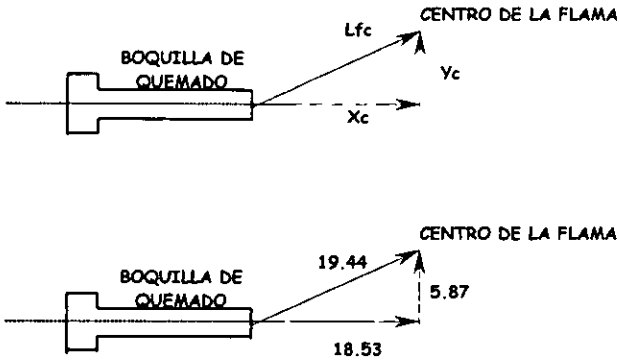 CENTRO DE LA FLAMA
Lfc
BOQUILLA DE
QUEMADO
Yc
Xc
CENTRO DE LA FLAMA
19.44
BOQUILLA DE
QUEMADO
5.87
18.53